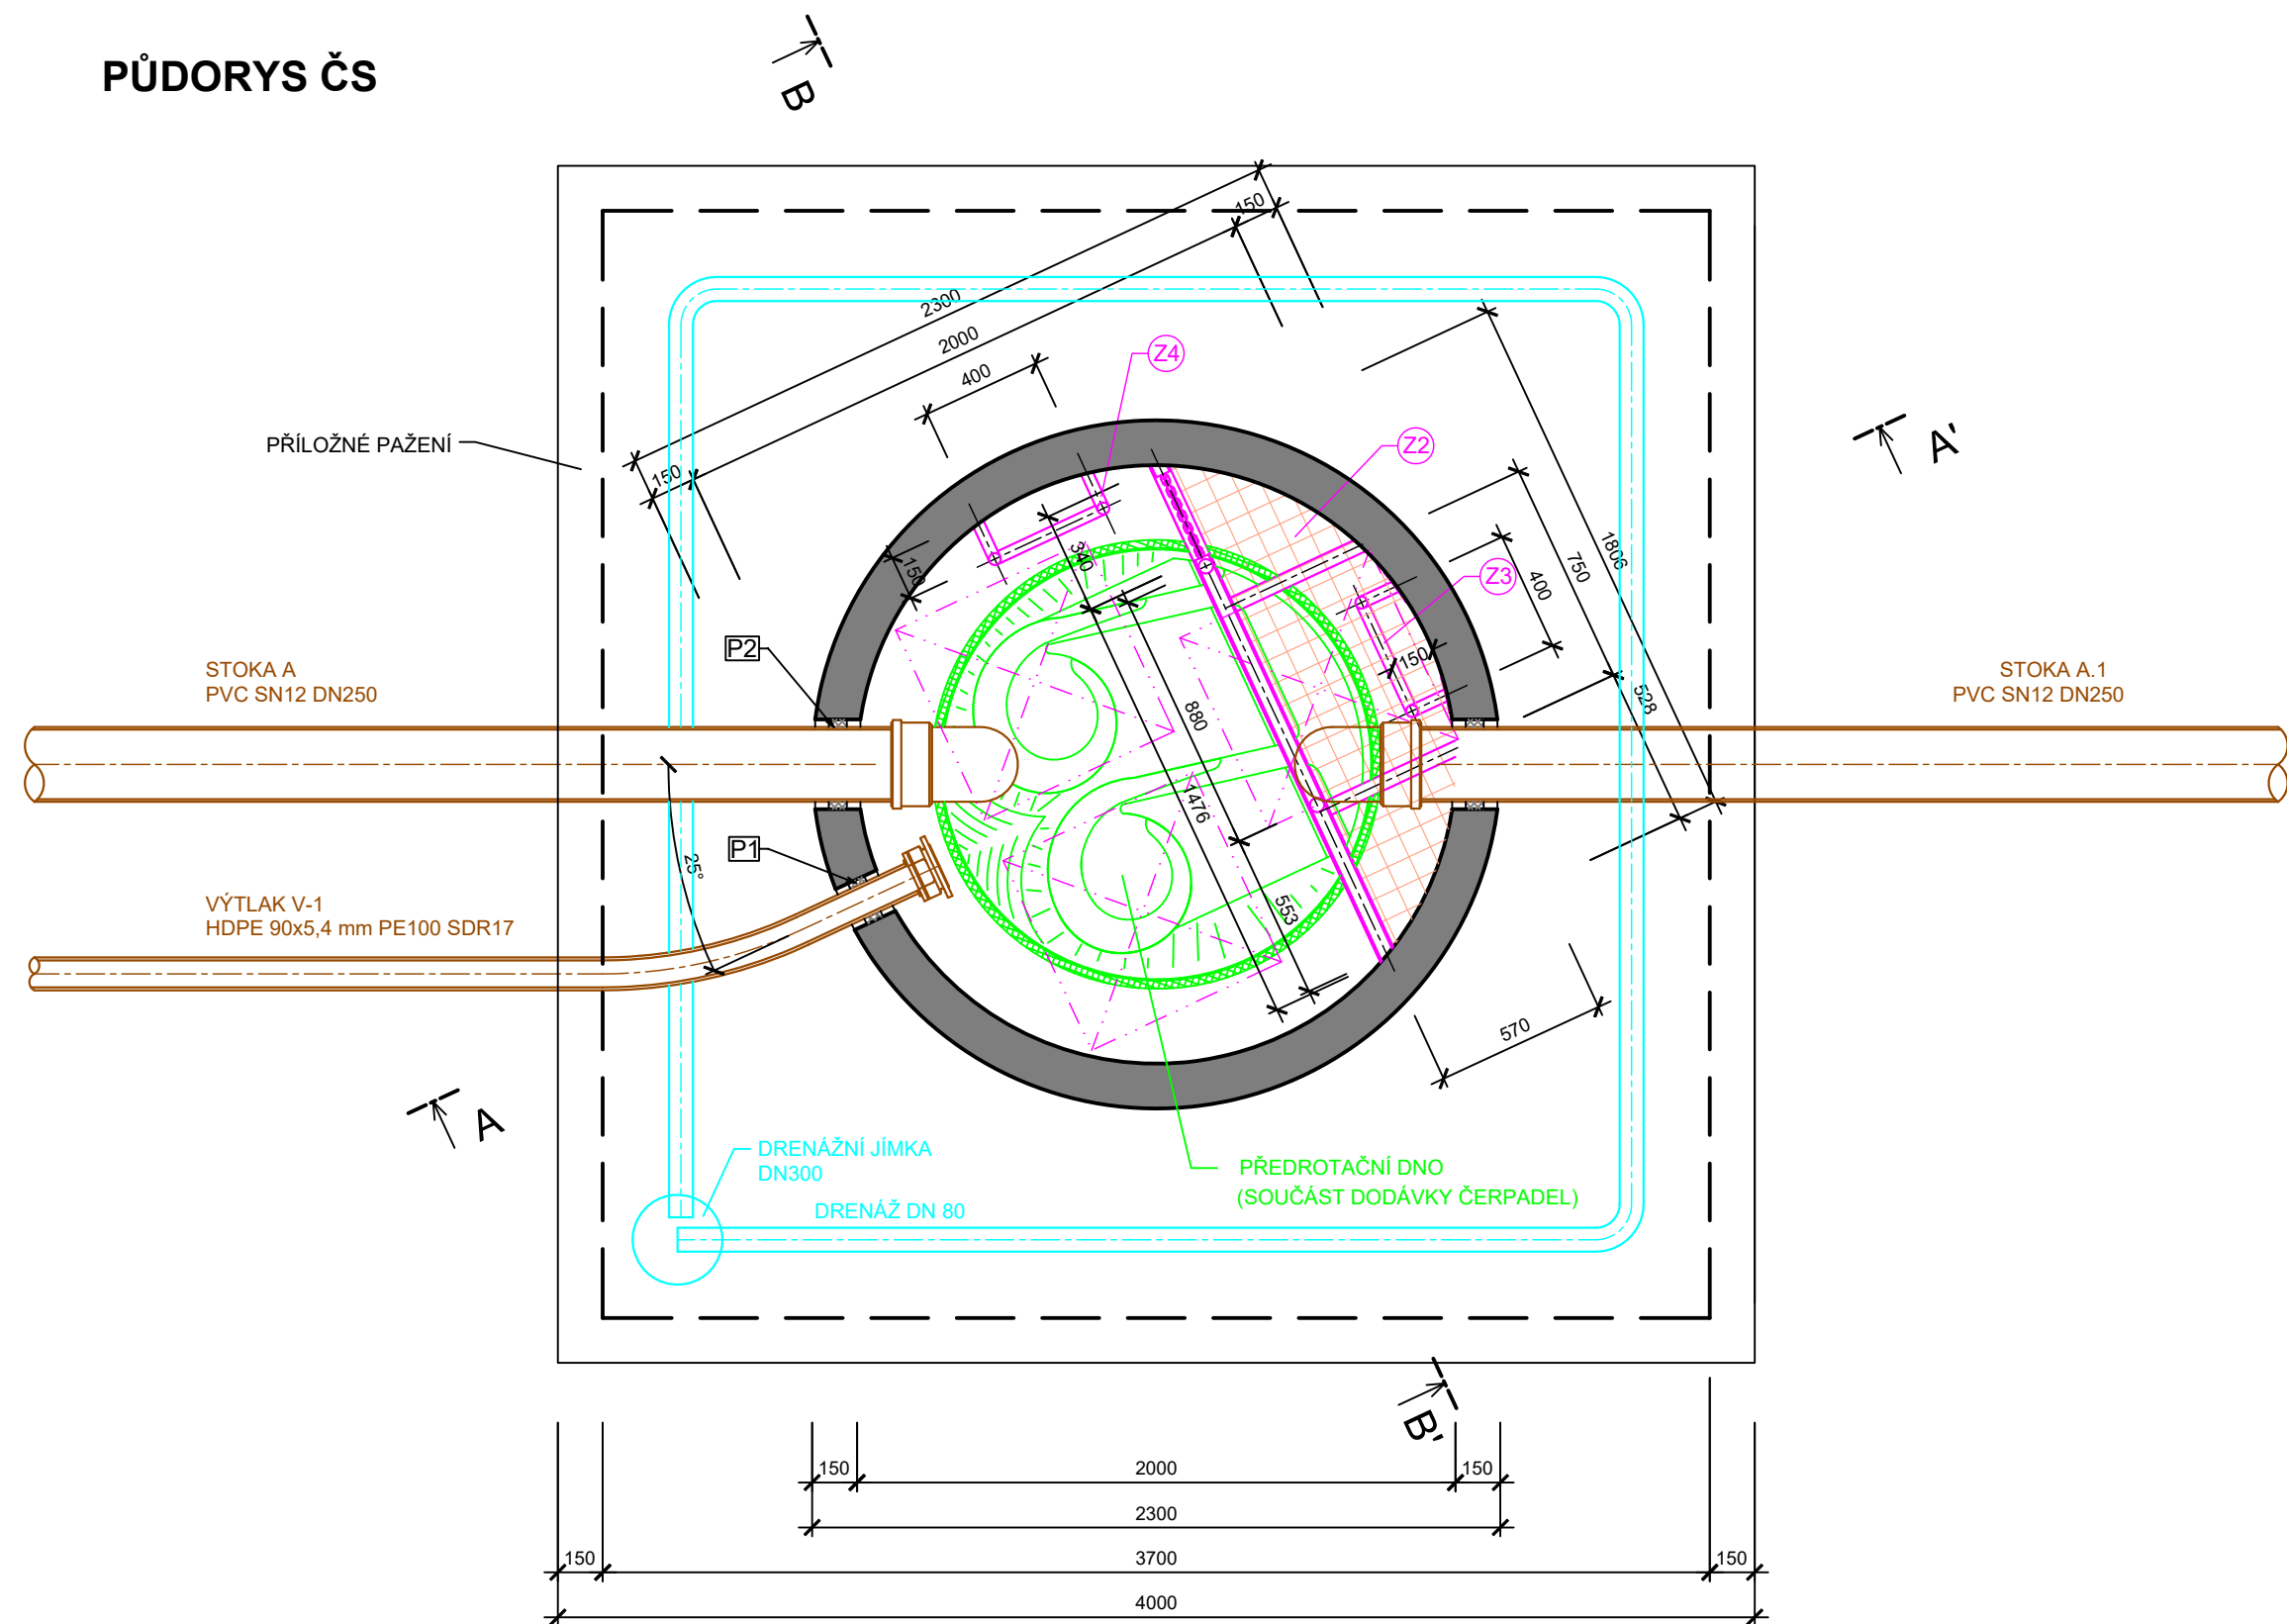 PŮDORYS ČS
B
150
2300
2000
400
Z4
Z2
A'
PŘÍLOŽNÉ PAŽENÍ
150
1806
750
400
Z3
340
150
P2
150
STOKA A
PVC SN12 DN250
STOKA A.1
PVC SN12 DN250
528
880
1476
P1
25°
VÝTLAK V-1
HDPE 90x5,4 mm PE100 SDR17
553
570
A
DRENÁŽNÍ JÍMKA
DN300
PŘEDROTAČNÍ DNO
(SOUČÁST DODÁVKY ČERPADEL)
DRENÁŽ DN 80
B'
150
2000
150
2300
150
3700
150
4000